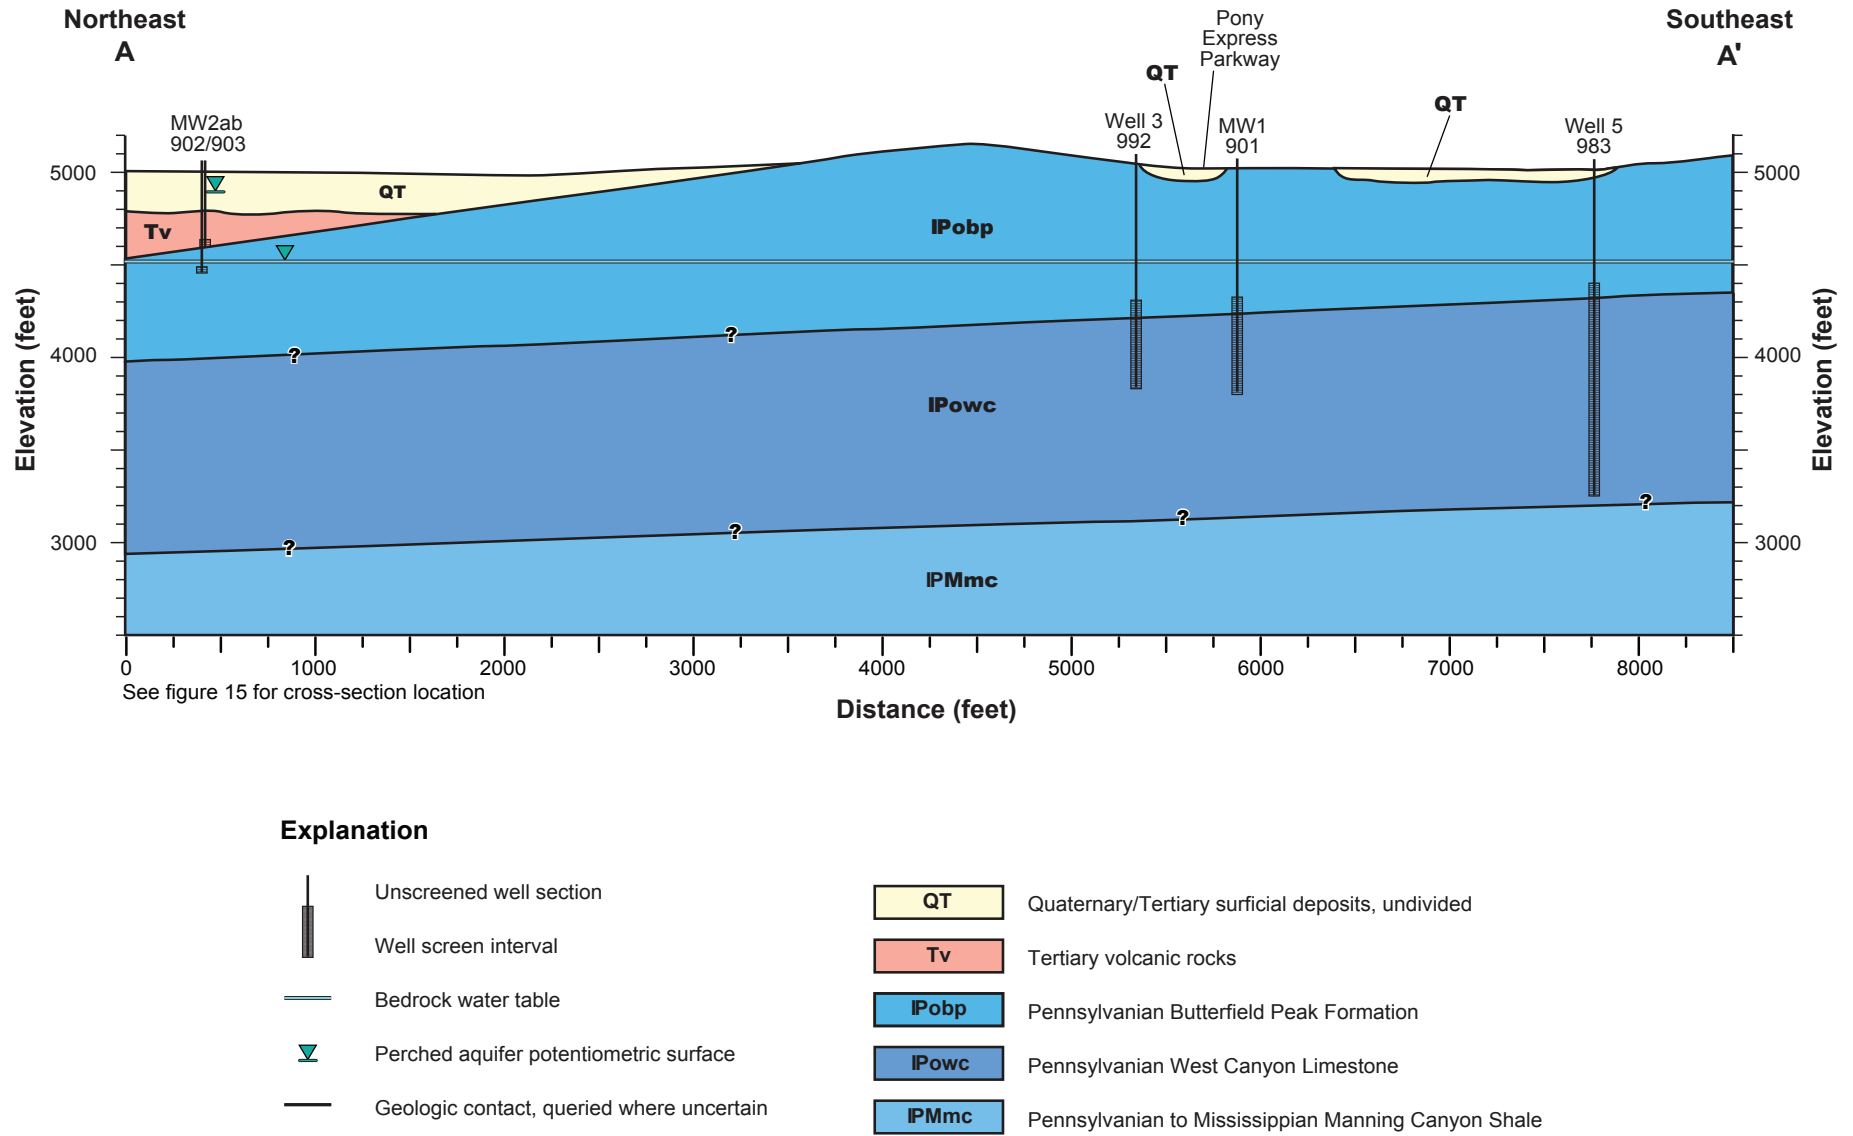 Northeast
A
Southeast
A'
Pony
Express
Parkway
QT
QT
MW2ab
902/903
Well 3
992
MW1
901
Well 5
983
5000
5000
QT
Tv
IPobp
Elevation (feet)
Elevation (feet)
?
?
4000
4000
IPowc
?
?
?
?
3000
3000
IPMmc
0
1000
2000
3000
4000
5000
6000
7000
8000
See figure 15 for cross-section location
Distance (feet)
Explanation
Unscreened well section
Well screen interval
Bedrock water table
Perched aquifer potentiometric surface
Geologic contact, queried where uncertain
QT
Quaternary/Tertiary surficial deposits, undivided
Tv
Tertiary volcanic rocks
IPobp
Pennsylvanian Butterfield Peak Formation
IPowc
Pennsylvanian West Canyon Limestone
IPMmc
Pennsylvanian to Mississippian Manning Canyon Shale